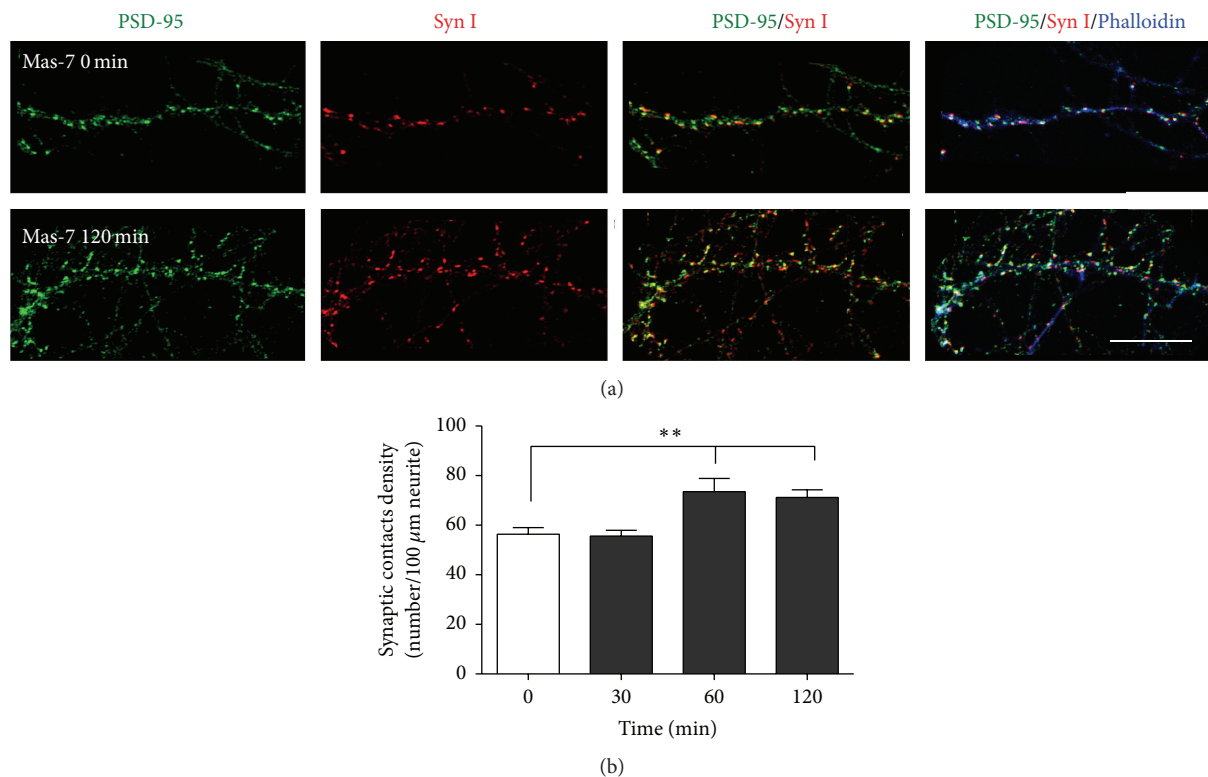 PSD-95 Syn I PSD-95/Syn I PSD-95/Syn I/Phalloidin
Mas-7 0 min
Mas-7 120 min
(a)
Synaptic contacts density
(number/100 μm neurite)
100
80
60
40
20
0
**
0 30 60 120
Time (min)
(b)